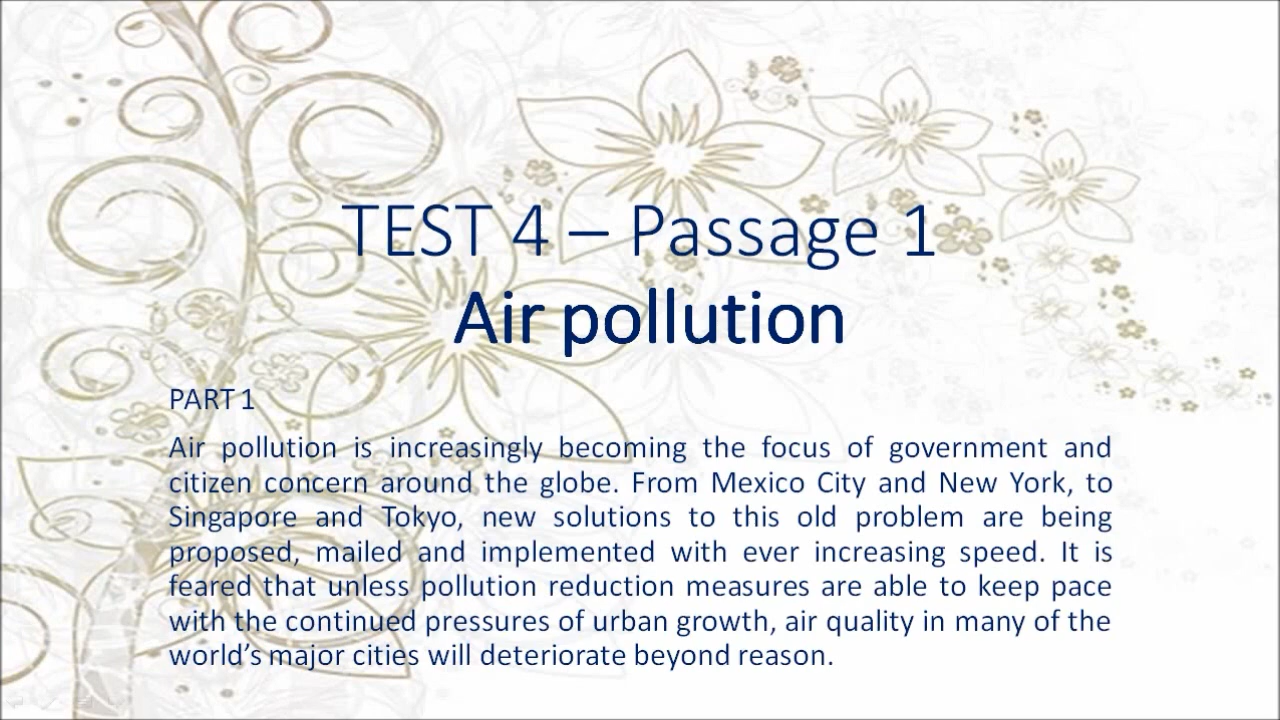 TEST 4 – Passage 1
Air pollution
PART 1
Air pollution is increasingly becoming the focus of government and
citizen concern around the globe. From Mexico City and New York, to
Singapore and Tokyo, new solutions to this old problem are being
proposed, mailed and implemented with ever increasing speed. It is
feared that unless pollution reduction measures are able to keep pace
with the continued pressures of urban growth, air quality in many of the
world’s major cities will deteriorate beyond reason.